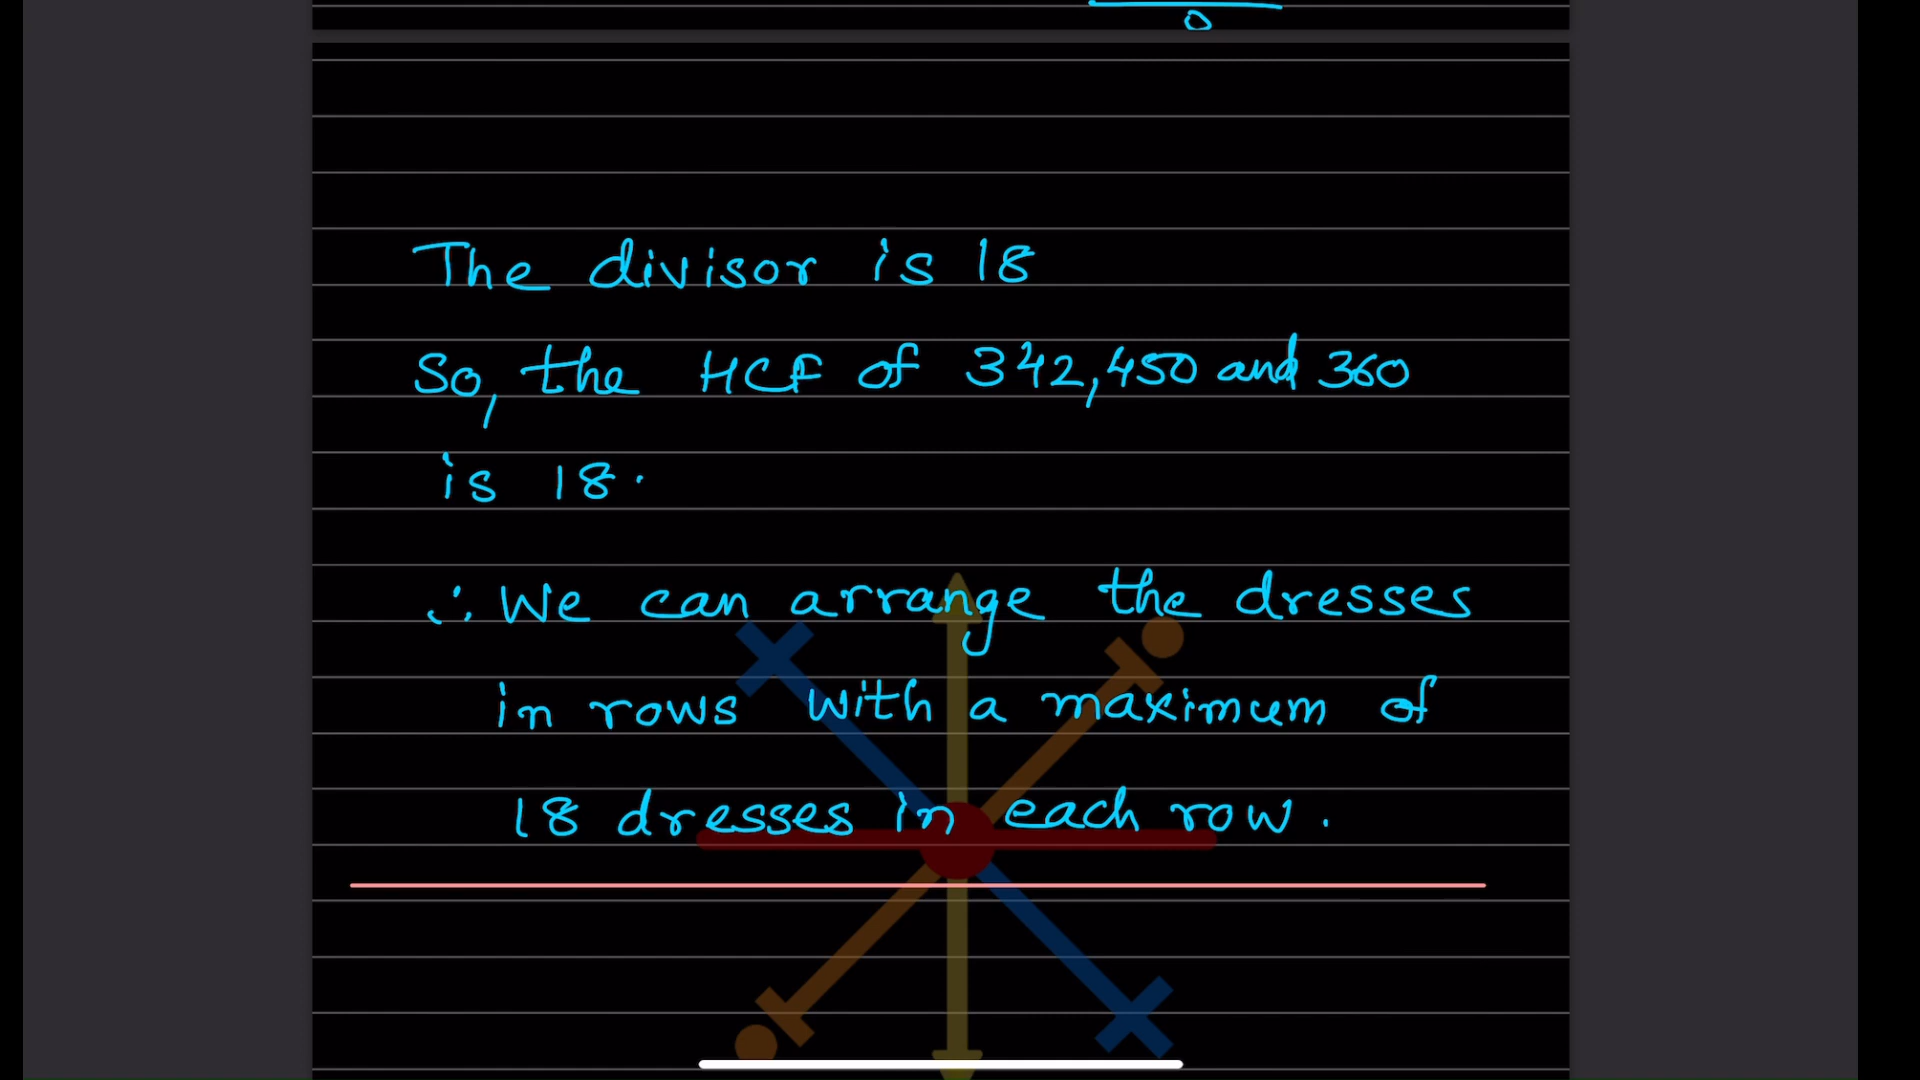 0
The divisor is 18
So, the HCF of 342,450 and 360
is 18.
∴ We can arrange the dresses
in rows with a maximum of
18 dresses in each row.